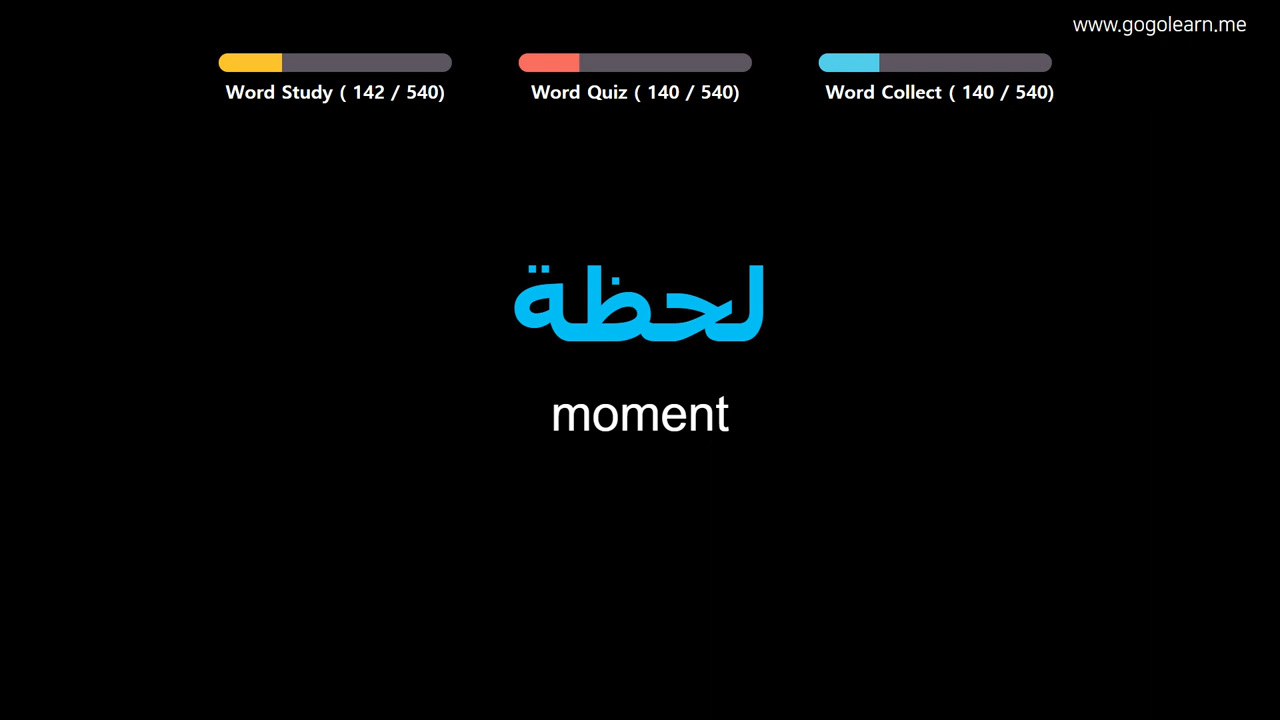 www.gogolearn.me
Word Study ( 142 / 540)
Word Quiz ( 140 / 540)
Word Collect ( 140 / 540)
لحظة
moment